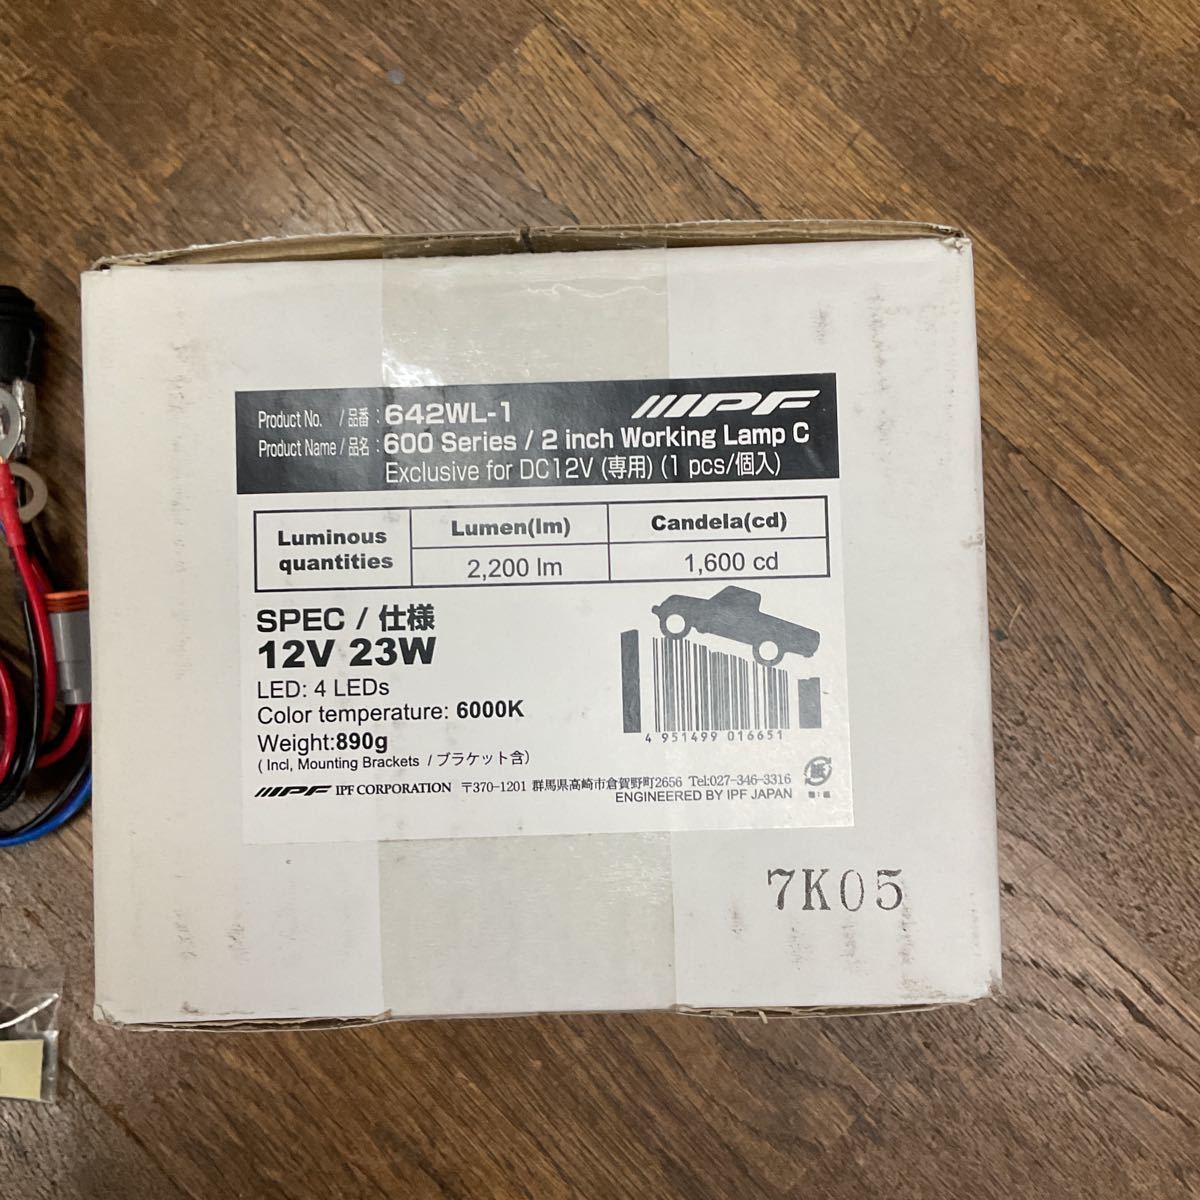 Product No. /品番: 642WL-1
IPF
Product Name/品名: 600 Series / 2 inch Working Lamp C
Exclusive for DC12V (専用) (1 pcs/個入)
Luminous quantities
Lumen(lm)
Candela(cd)
2,200 lm
1,600 cd
SPEC / 仕様
12V 23W
LED: 4 LEDs
Color temperature: 6000K
Weight:890g
( Incl, Mounting Brackets / ブラケット含)
4 951499 016651
IPF IPF CORPORATION 〒370-1201 群馬県高崎市倉賀野町2656 Tel:027-346-3316
ENGINEERED BY IPF JAPAN
紙
7K05